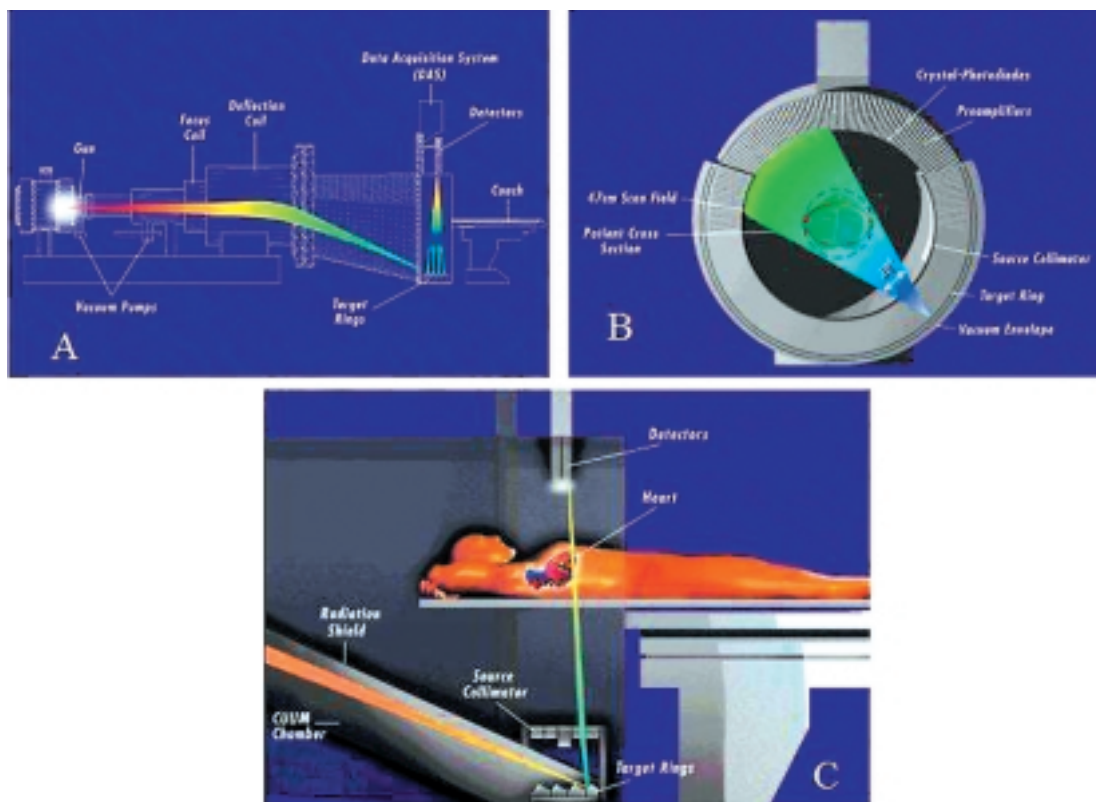 Data Acquisition System
(DAS)
Deflection
Coil
Detectors
Focus
Coil
Gun
Couch
Vacuum Pumps
Target
Rings
A
Crystal-Photodiodes
Preamplifiers
47cm Scan Field
Patient Cross
Section
Source Collimator
Target Ring
Vacuum Envelope
B
Detectors
Heart
Radiation
Shield
Source
Collimator
CUUM
Chamber
Target Rings
C